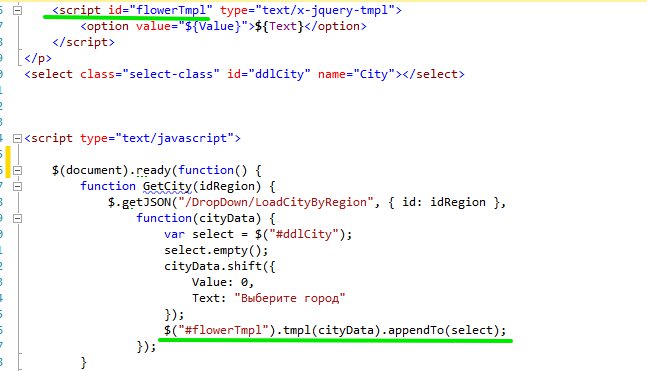 <script id="flowerTmpl" type="text/x-jquery-tmpl">
<option value="${Value}">${Text}</option>
</script>
</p>
<select class="select-class" id="ddlCity" name="City"></select>
<script type="text/javascript">
$(document).ready(function() {
function GetCity(idRegion) {
$.getJSON("/DropDown/LoadCityByRegion", { id: idRegion },
function(cityData) {
var select = $("#ddlCity");
select.empty();
cityData.shift({
Value: 0,
Text: "Выберите город"
});
$("#flowerTmpl").tmpl(cityData).appendTo(select);
});
}